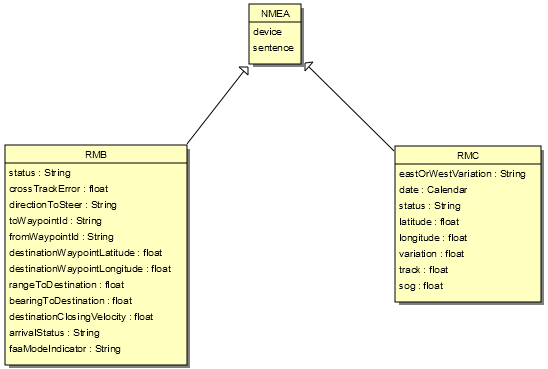 NMEA
device
sentence
RMB
status : String
crossTrackError : float
directionToSteer : String
toWaypointId : String
fromWaypointId : String
destinationWaypointLatitude : float
destinationWaypointLongitude : float
rangeToDestination : float
bearingToDestination : float
destinationClosingVelocity : float
arrivalStatus : String
faaModeIndicator : String
RMC
eastOrWestVariation : String
date : Calendar
status : String
latitude : float
longitude : float
variation : float
track : float
sog : float